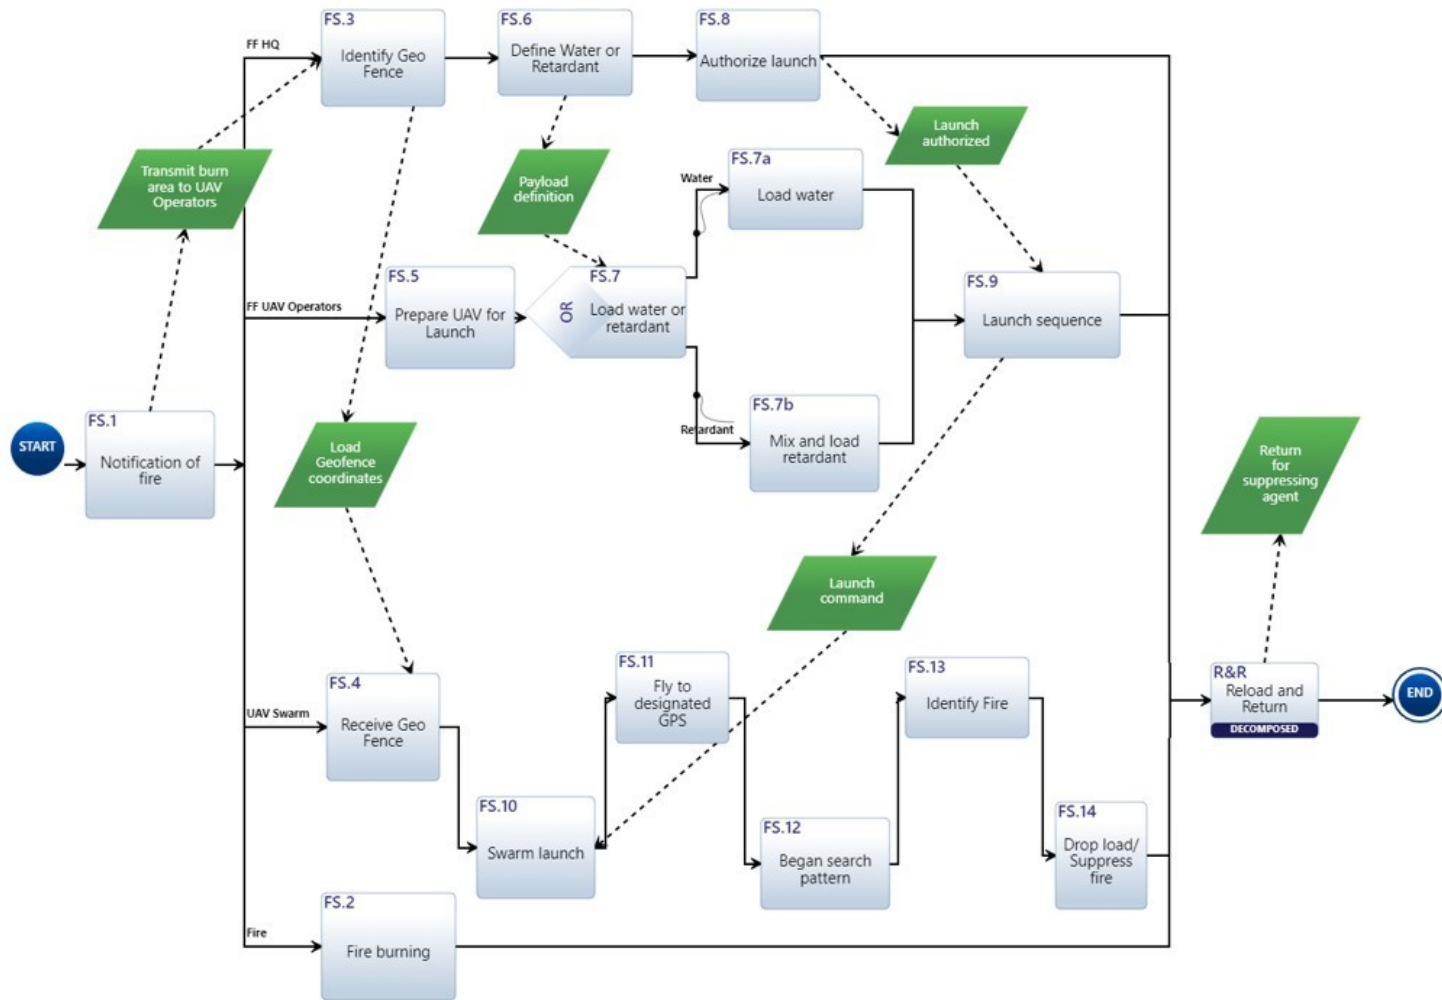 FS.3
Identify Geo
Fence
FS.6
Define Water or
Retardant
FS.8
Authorize launch
FF HQ
Transmit burn
area to UAV
Operators
Payload
definition
Launch
authorized
Water
FS.7a
Load water
FS.5
Prepare UAV for
Launch
OR
FS.7
Load water or
retardant
FS.9
Launch sequence
FF UAV Operators
START
FS.1
Notification of
fire
Load
Geofence
coordinates
Retardant
FS.7b
Mix and load
retardant
Return
for
suppressing
agent
Launch
command
UAV Swarm
FS.4
Receive Geo
Fence
FS.11
Fly to
designated
GPS
FS.13
Identify Fire
R&R
Reload and
Return
DECOMPOSED
END
FS.10
Swarm launch
FS.12
Began search
pattern
FS.14
Drop load/
Suppress
fire
Fire
FS.2
Fire burning